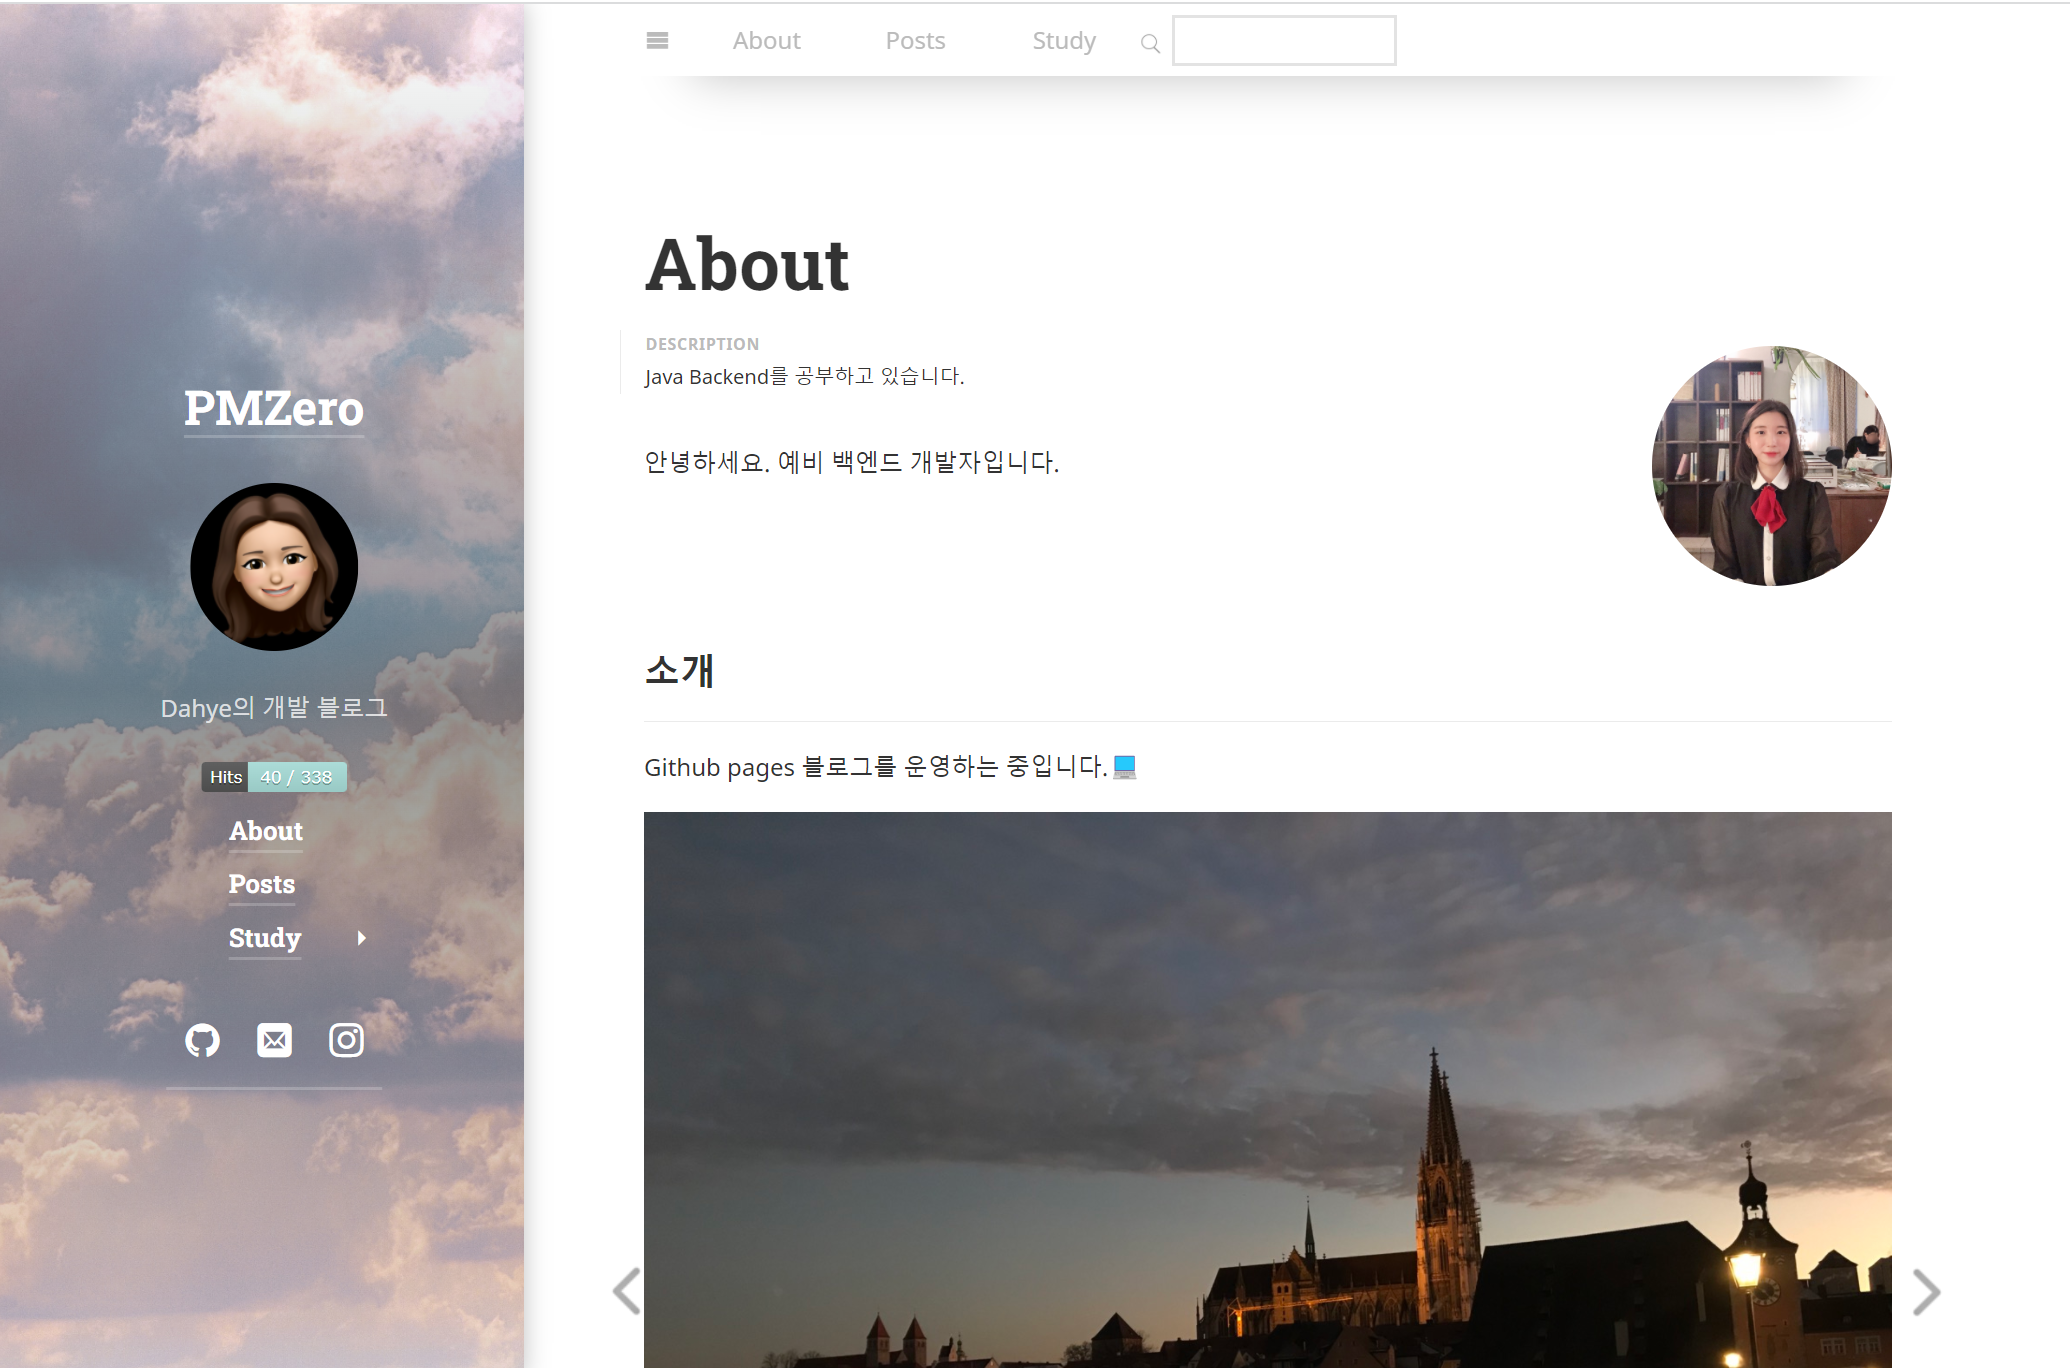 PMZero
Dahye의 개발 블로그
Hits 40 / 338
About
Posts
Study
About Posts Study
About
DESCRIPTION
Java Backend를 공부하고 있습니다.
안녕하세요. 예비 백엔드 개발자입니다.
소개
Github pages 블로그를 운영하는 중입니다.💻